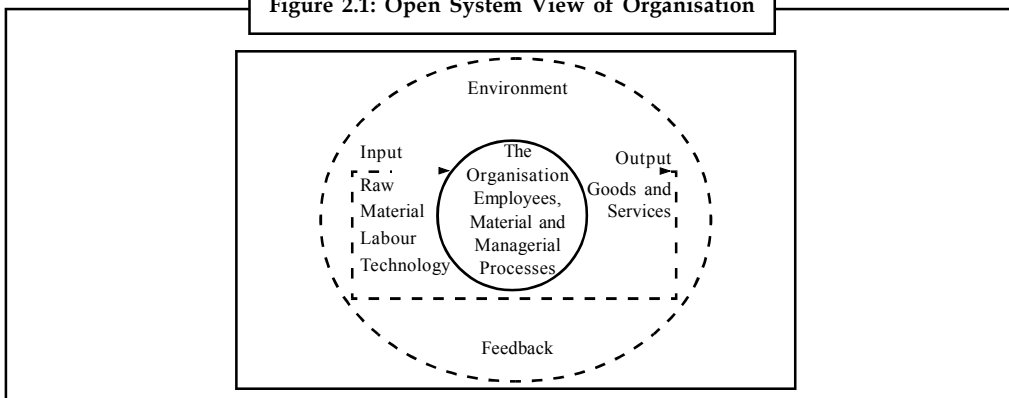 Figure 2.1: Open System View of Organisation
Environment
Input
Raw
Material
Labour
Technology
The
Organisation
Employees,
Material and
Managerial
Processes
Output
Goods and
Services
Feedback